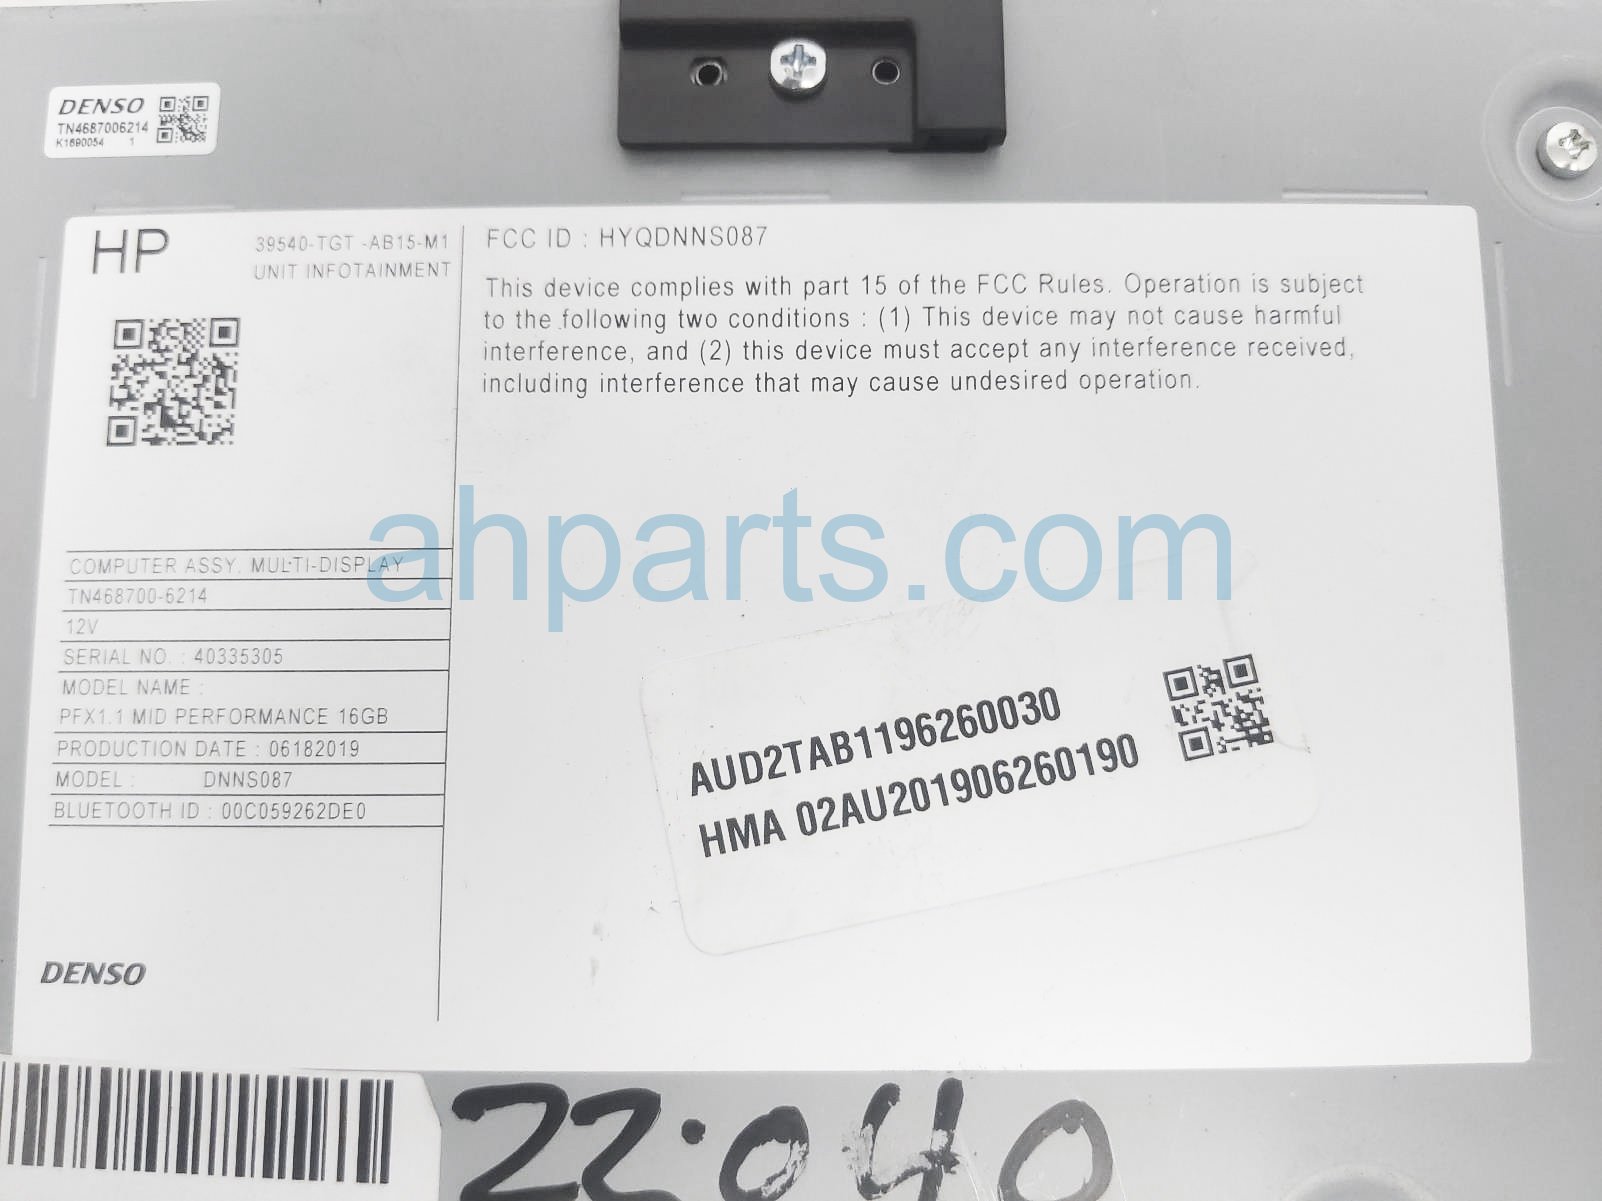 DENSO
TN4687006214
K1690054 1
HP
39540-TGT -AB15-M1
UNIT INFOTAINMENT
FCC ID : HYQDNNS087
This device complies with part 15 of the FCC Rules. Operation is subject
to the following two conditions : (1) This device may not cause harmful
interference, and (2) this device must accept any interference received,
including interference that may cause undesired operation.
ahparts.com
COMPUTER ASSY. MULTI-DISPLAY
TN468700-6214
12V
SERIAL NO. : 40335305
MODEL NAME :
PFX1.1 MID PERFORMANCE 16GB
PRODUCTION DATE : 06182019
MODEL : DNNS087
BLUETOOTH ID : 00C059262DE0
AUD2TAB1196260030
HMA 02AU201906260190
DENSO
22.040